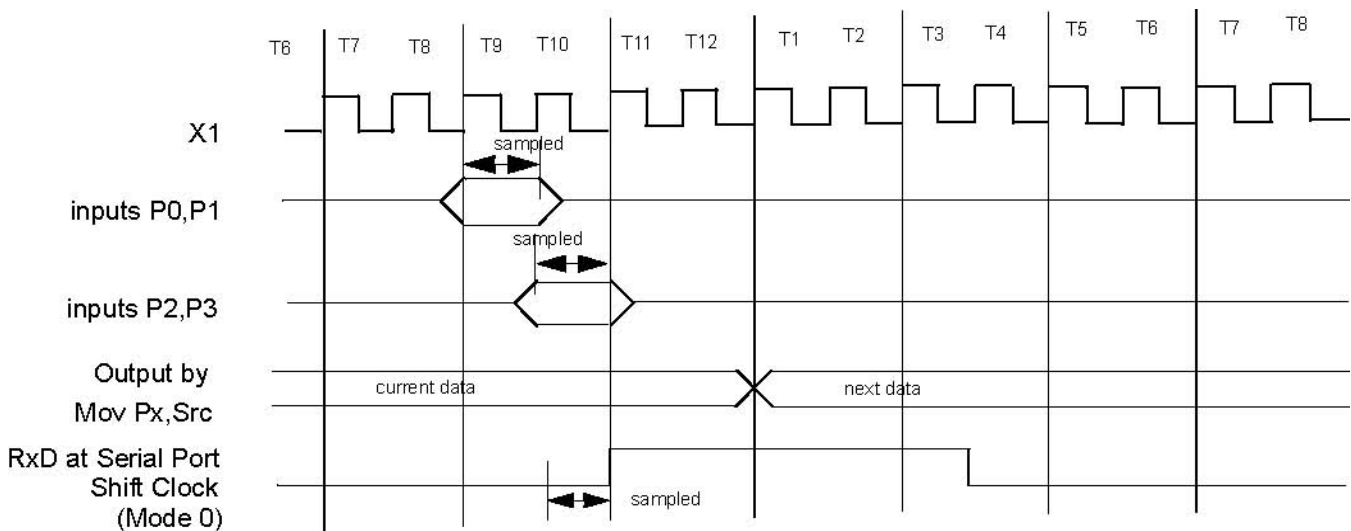 T6 T7 T8 T9 T10 T11 T12 T1 T2 T3 T4 T5 T6 T7 T8
X1
sampled
inputs P0,P1
sampled
inputs P2,P3
Output by
current data next data
Mov Px,Src
RxD at Serial Port
Shift Clock
sampled
(Mode 0)